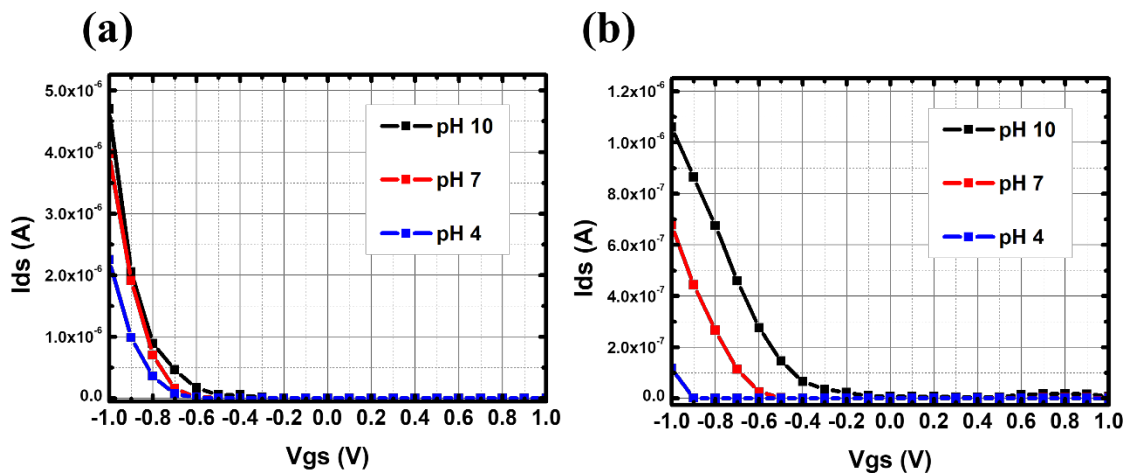 (a)
5.0x10⁻⁶
4.0x10⁻⁶
3.0x10⁻⁶
2.0x10⁻⁶
1.0x10⁻⁶
0.0
Ids (A)
pH 10
pH 7
pH 4
-1.0 -0.8 -0.6 -0.4 -0.2 0.0 0.2 0.4 0.6 0.8 1.0
Vgs (V)
(b)
1.2x10⁻⁶
1.0x10⁻⁶
8.0x10⁻⁷
6.0x10⁻⁷
4.0x10⁻⁷
2.0x10⁻⁷
0.0
Ids (A)
pH 10
pH 7
pH 4
-1.0 -0.8 -0.6 -0.4 -0.2 0.0 0.2 0.4 0.6 0.8 1.0
Vgs (V)